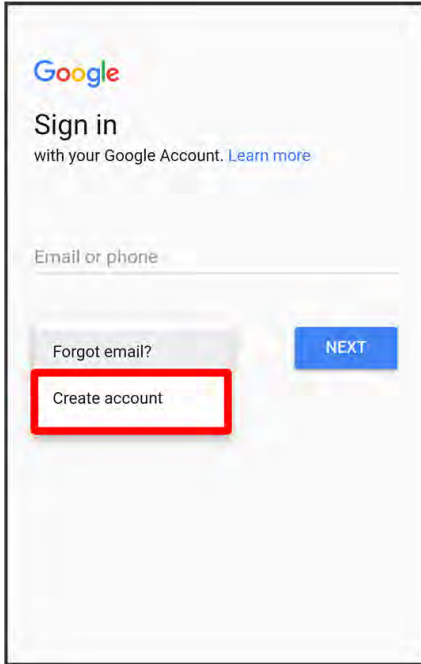 Google
Sign in
with your Google Account. Learn more
Email or phone
Forgot email?
NEXT
Create account